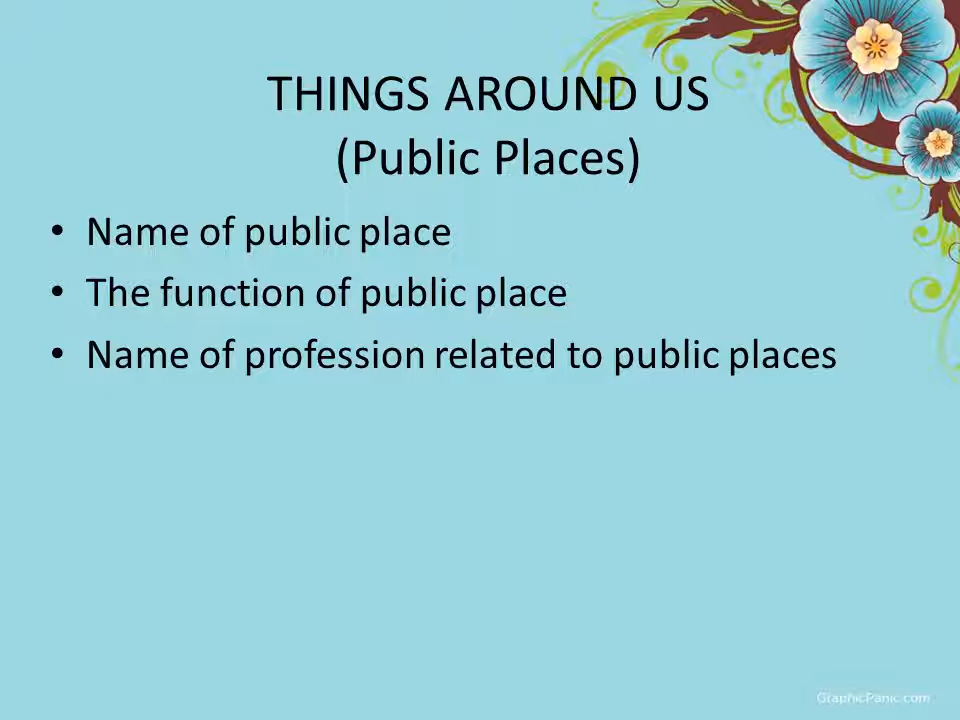 THINGS AROUND US
(Public Places)
• Name of public place
• The function of public place
• Name of profession related to public places
GraphicPanic.com